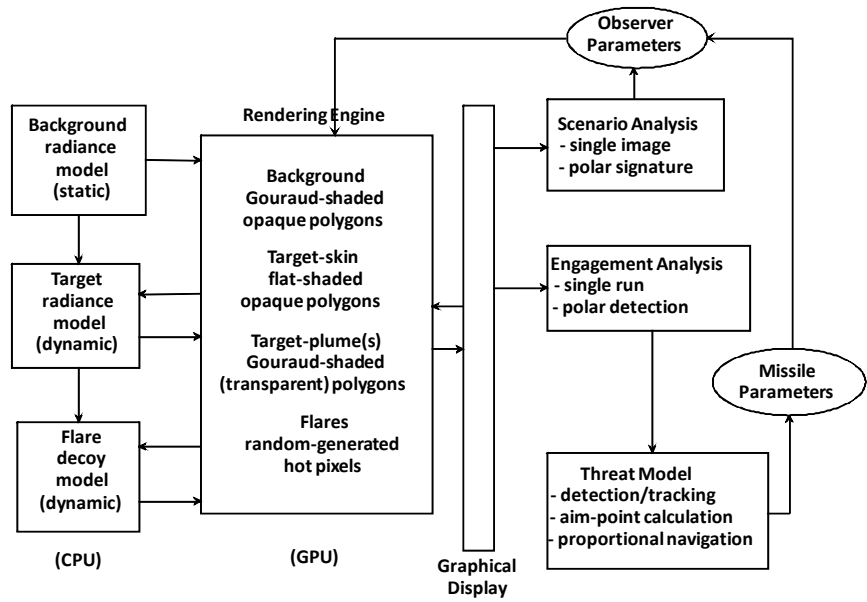 Observer
Parameters
Rendering Engine
Background
radiance
model
(static)
Background
Gouraud-shaded
opaque polygons
Scenario Analysis
- single image
- polar signature
Target
radiance
model
(dynamic)
Target-skin
flat-shaded
opaque polygons
Engagement Analysis
- single run
- polar detection
Target-plume(s)
Gouraud-shaded
(transparent) polygons
Missile
Parameters
Flare
decoy
model
(dynamic)
Flares
random-generated
hot pixels
Threat Model
- detection/tracking
- aim-point calculation
- proportional navigation
(CPU)
(GPU)
Graphical
Display